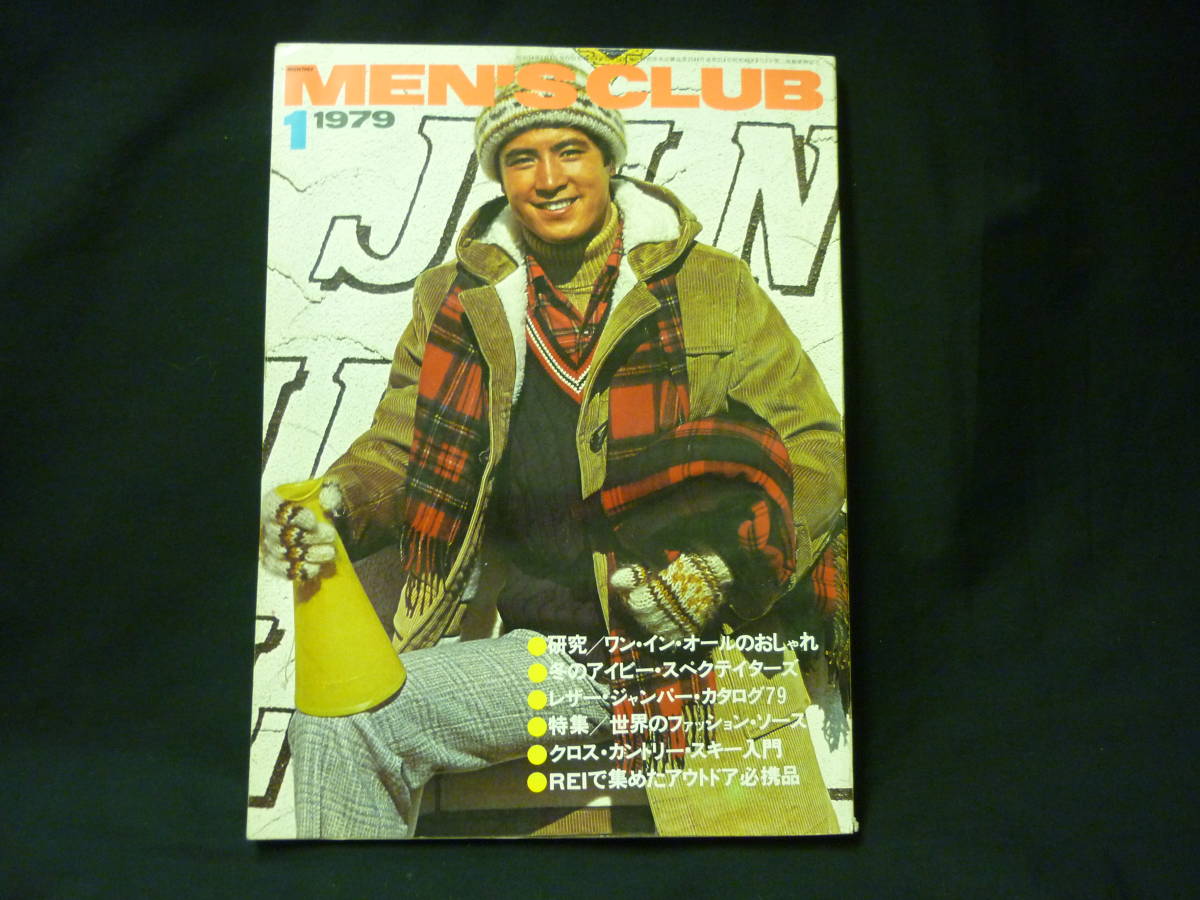 MONTHLY
MEN'S CLUB
1 1979
●研究/ワン・イン・オールのおしゃれ
●冬のアイビー・スペクテイターズ
●レザー・ジャンパー・カタログ79
●特集/世界のファッション・ソース
●クロス・カントリー・スキー入門
●REIで集めたアウトドア必携品